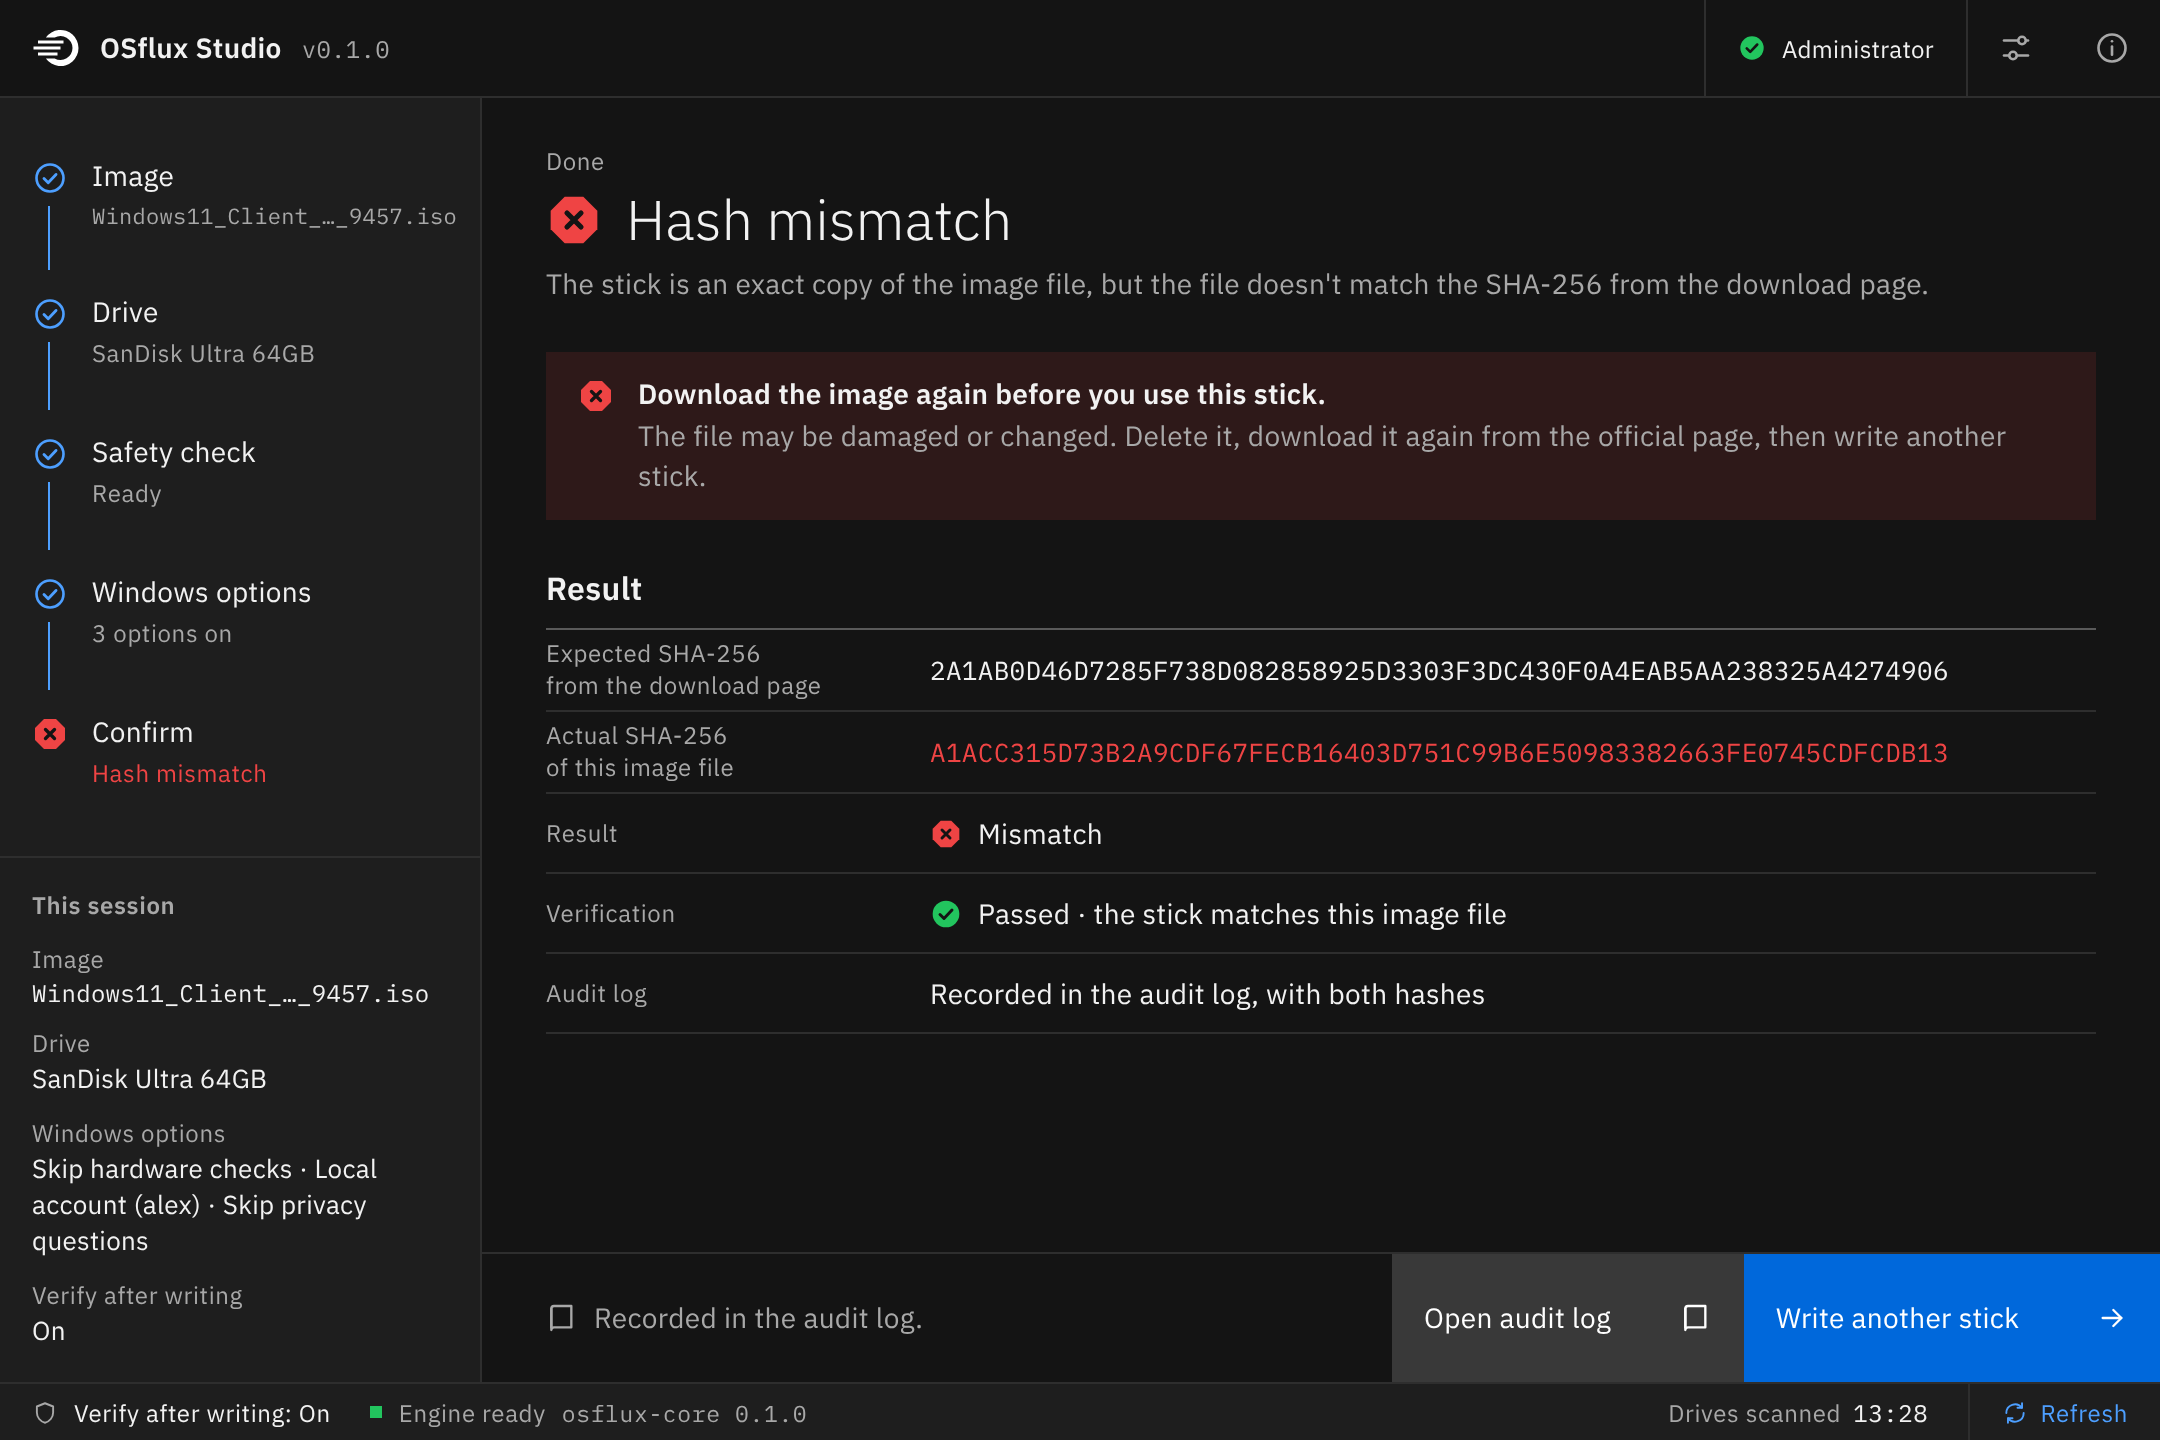 OSflux Studio v0.1.0
Administrator
Image
Windows11_Client_…_9457.iso
Drive
SanDisk Ultra 64GB
Safety check
Ready
Windows options
3 options on
Confirm
Hash mismatch
This session
Image
Windows11_Client_…_9457.iso
Drive
SanDisk Ultra 64GB
Windows options
Skip hardware checks · Local
account (alex) · Skip privacy
questions
Verify after writing
On
Done
Hash mismatch
The stick is an exact copy of the image file, but the file doesn't match the SHA-256 from the download page.
Download the image again before you use this stick.
The file may be damaged or changed. Delete it, download it again from the official page, then write another
stick.
Result
Expected SHA-256
from the download page
2A1AB0D46D7285F738D082858925D3303F3DC430F0A4EAB5AA238325A4274906
Actual SHA-256
of this image file
A1ACC315D73B2A9CDF67FECB16403D751C99B6E50983382663FE0745CDFCDB13
Result
Mismatch
Verification
Passed · the stick matches this image file
Audit log
Recorded in the audit log, with both hashes
Recorded in the audit log.
Open audit log
Write another stick
Verify after writing: On
Engine ready osflux-core 0.1.0
Drives scanned 13:28
Refresh